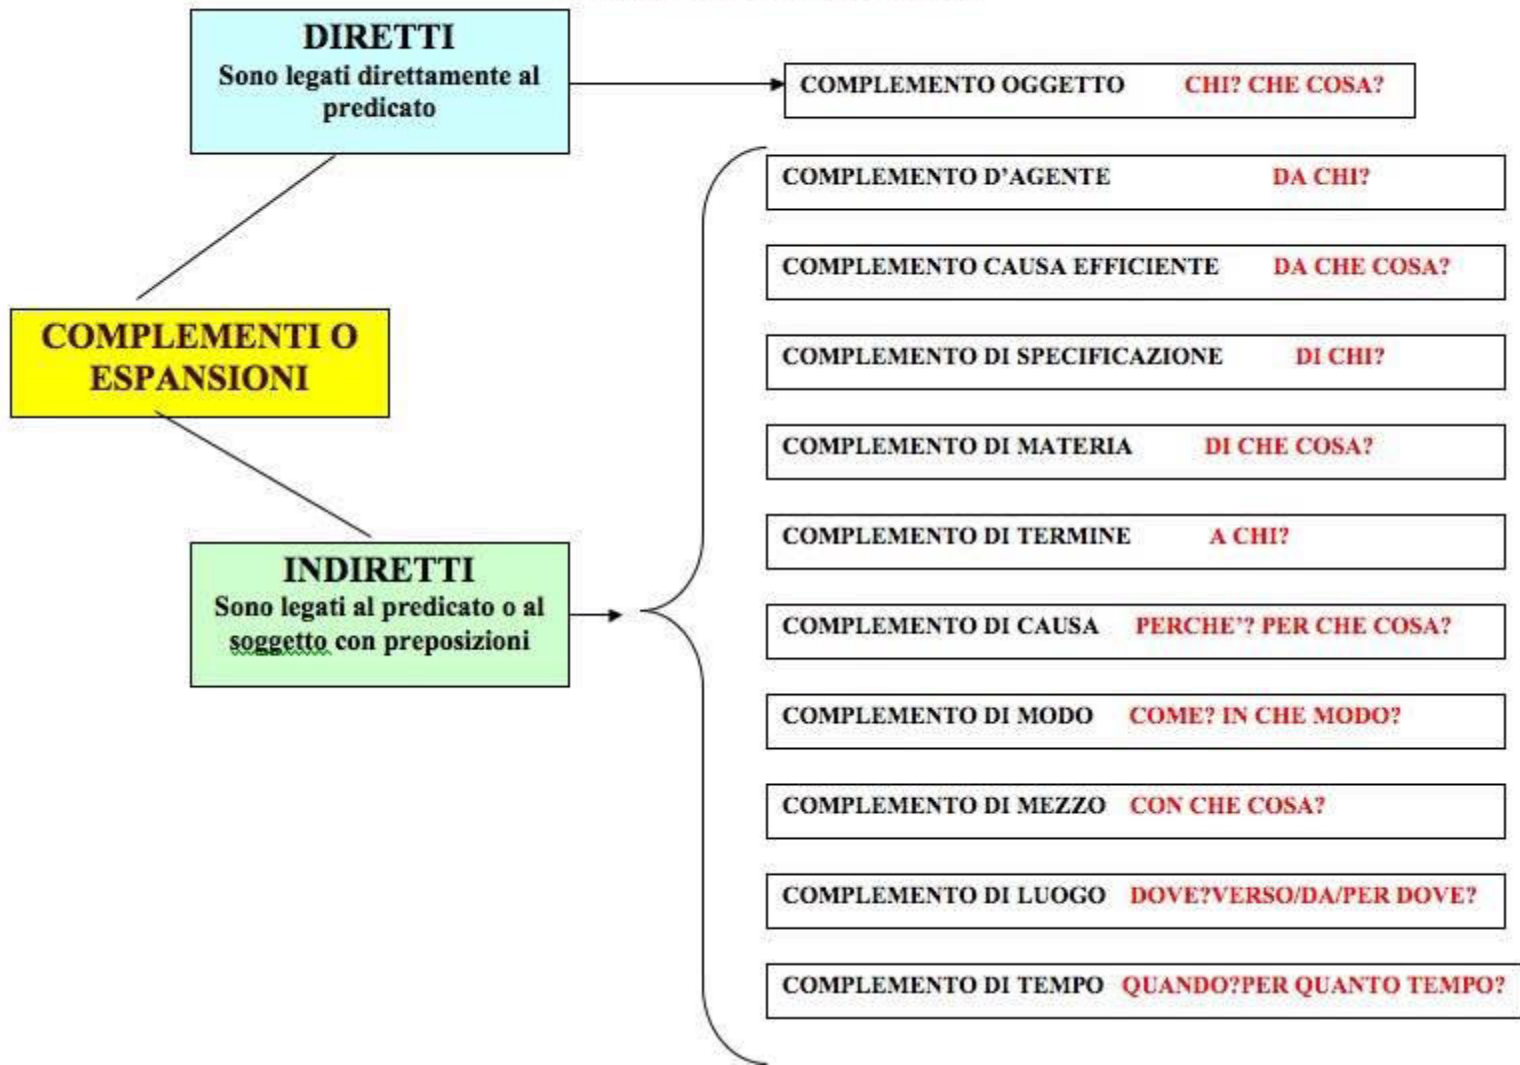 DIRETTI
Sono legati direttamente al
predicato
COMPLEMENTO OGGETTO CHI? CHE COSA?
COMPLEMENTI O
ESPANSIONI
INDIRETTI
Sono legati al predicato o al
soggetto con preposizioni
COMPLEMENTO D'AGENTE DA CHI?
COMPLEMENTO CAUSA EFFICIENTE DA CHE COSA?
COMPLEMENTO DI SPECIFICAZIONE DI CHI?
COMPLEMENTO DI MATERIA DI CHE COSA?
COMPLEMENTO DI TERMINE A CHI?
COMPLEMENTO DI CAUSA PERCHE'? PER CHE COSA?
COMPLEMENTO DI MODO COME? IN CHE MODO?
COMPLEMENTO DI MEZZO CON CHE COSA?
COMPLEMENTO DI LUOGO DOVE?VERSO/DA/PER DOVE?
COMPLEMENTO DI TEMPO QUANDO?PER QUANTO TEMPO?